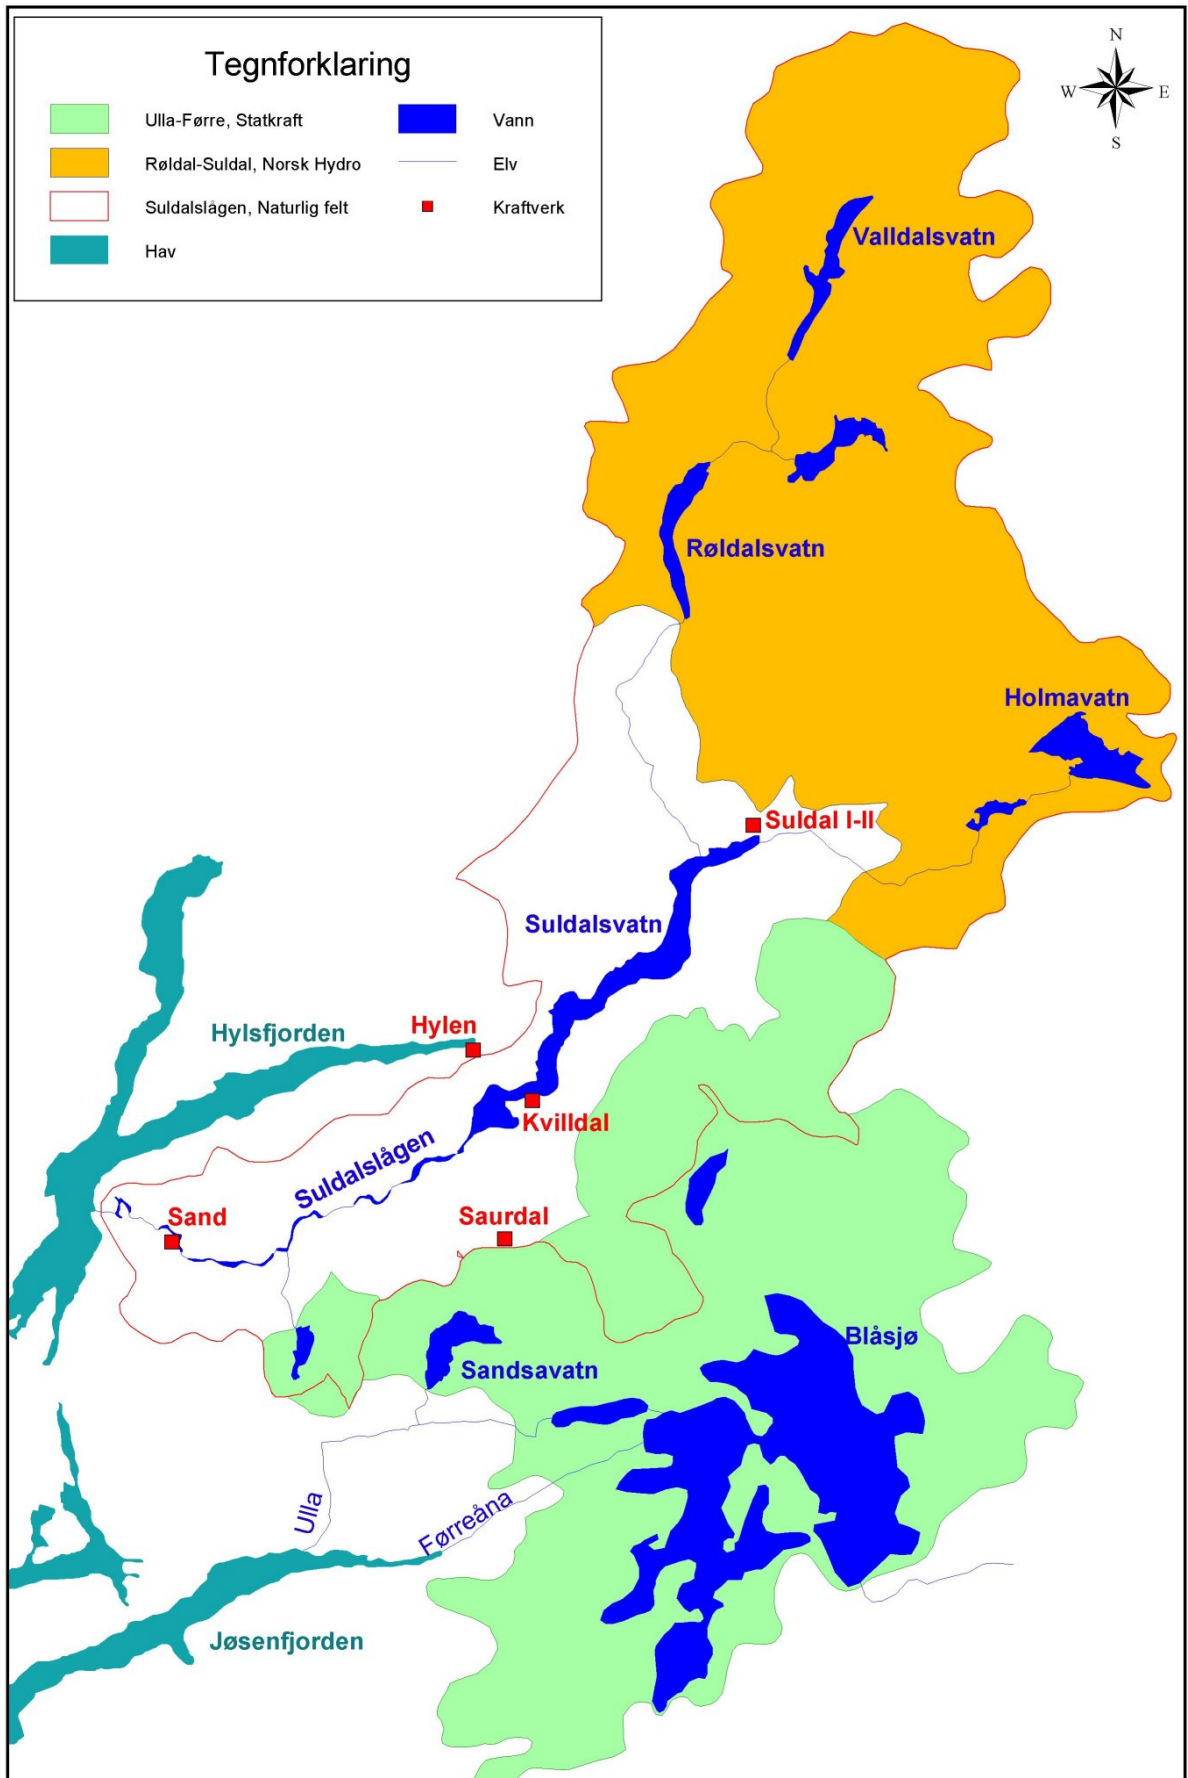 Tegnforklaring
Ulla-Førre, Statkraft
Vann
Røldal-Suldal, Norsk Hydro
Elv
Suldalslågen, Naturlig felt
Kraftverk
Hav
N
W
E
S
Valldalsvatn
Røldalsvatn
Holmavatn
Suldal I-II
Suldalsvatn
Hylen
Hylsfjorden
Kvilldal
Suldalslågen
Sand
Saurdal
Blåsjø
Sandsavatn
Ulla
Førreåna
Jøsenfjorden